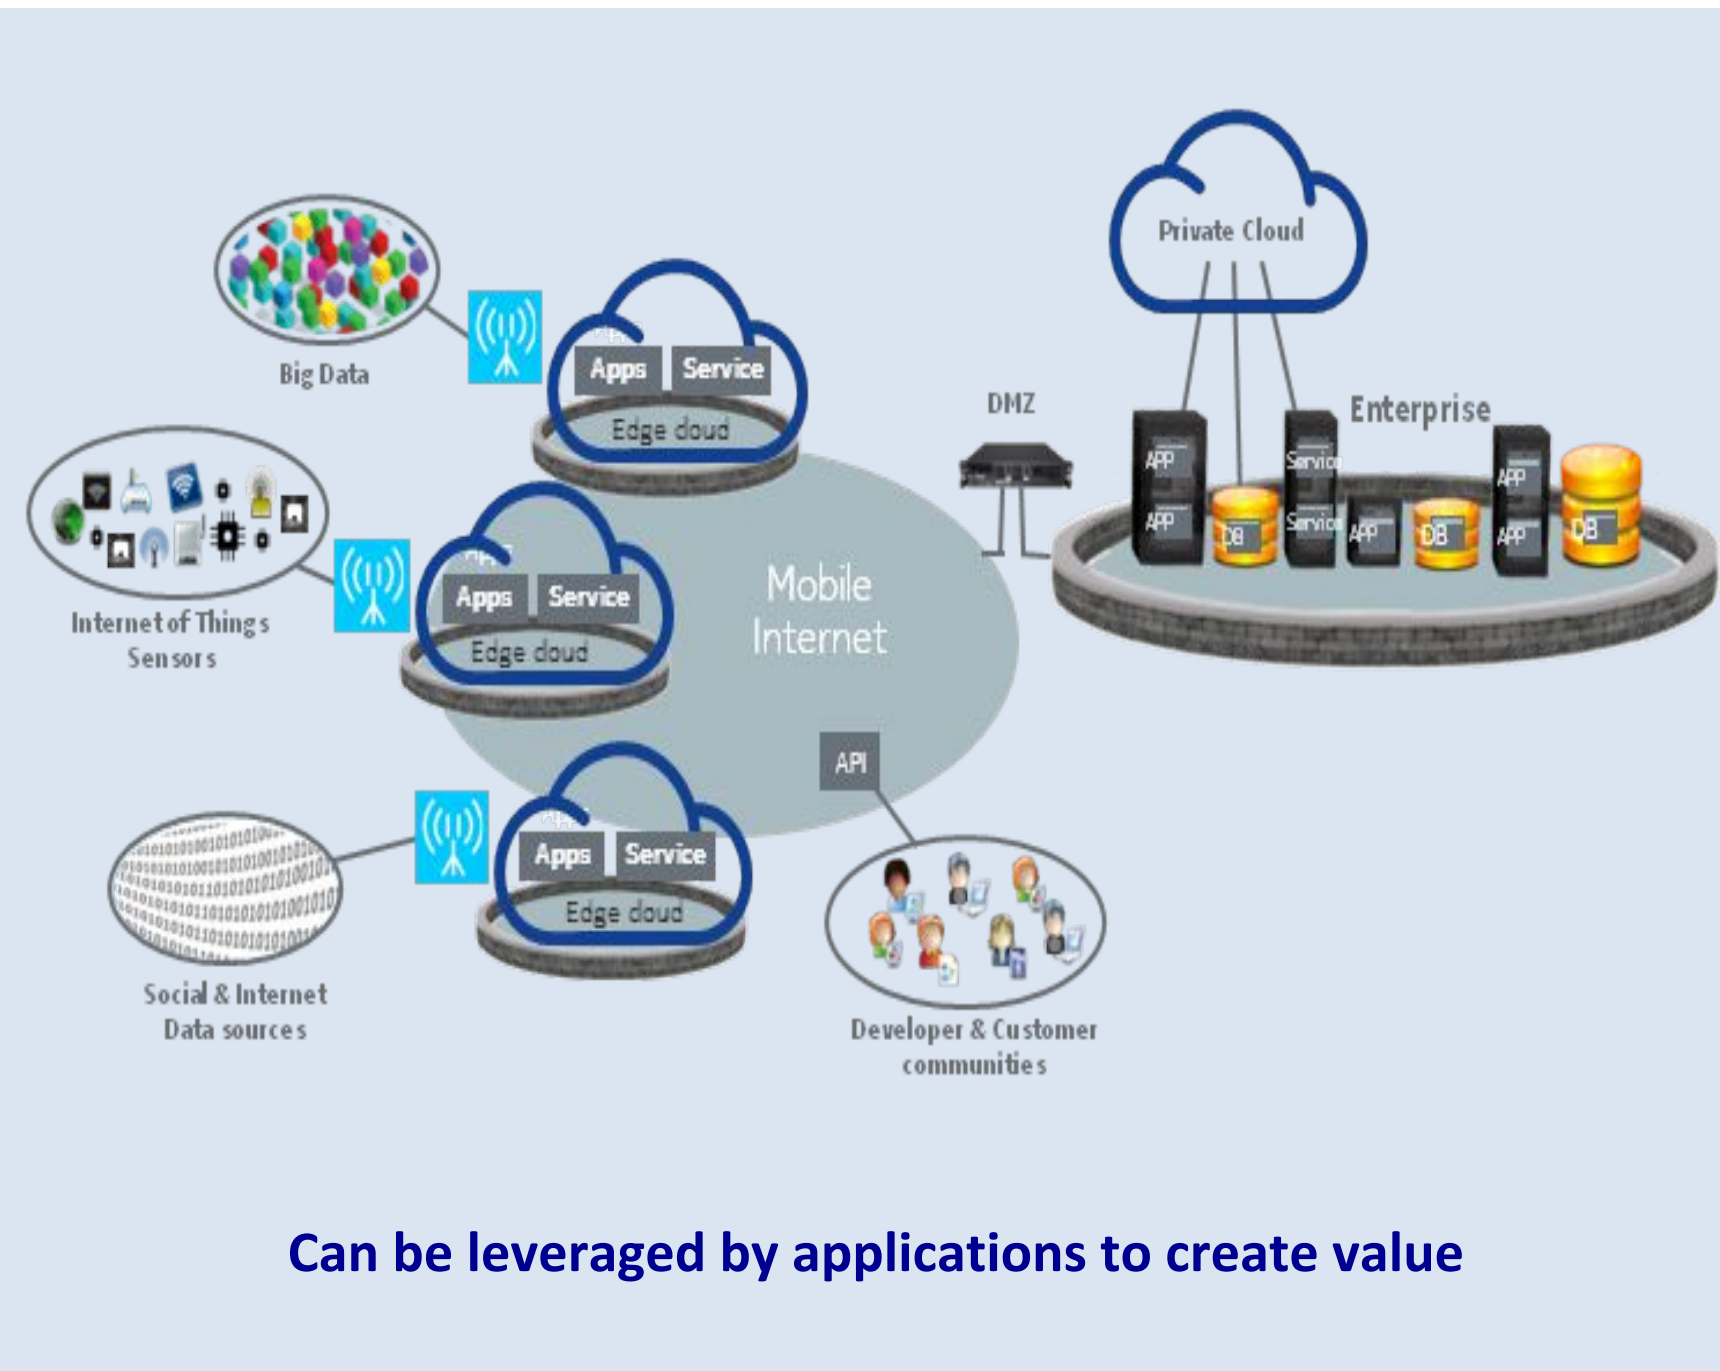 Private Cloud
Big Data
Apps
Service
Edge cloud
DMZ
Enterprise
APP
APP
DB
Service
Service
APP
DB
APP
APP
DB
Internet of Things
Sensors
Apps
Service
Edge cloud
Mobile
Internet
API
Social & Internet
Data sources
Apps
Service
Edge cloud
Developer & Customer
communities
Can be leveraged by applications to create value